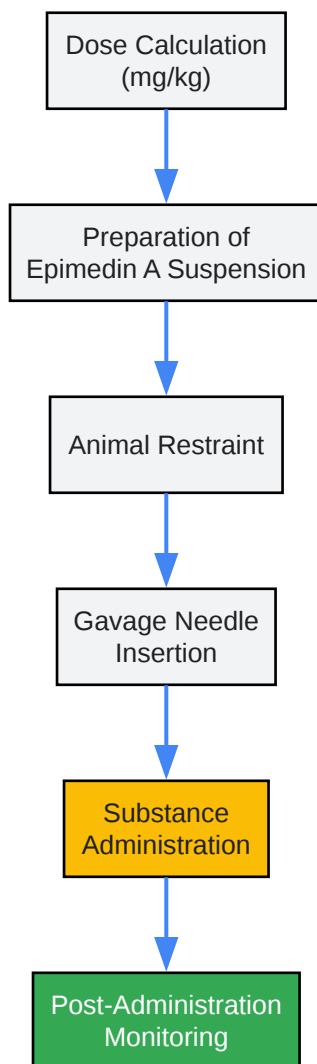 Dose Calculation
(mg/kg)
Preparation of
Epimedin A Suspension
Animal Restraint
Gavage Needle
Insertion
Substance
Administration
Post-Administration
Monitoring